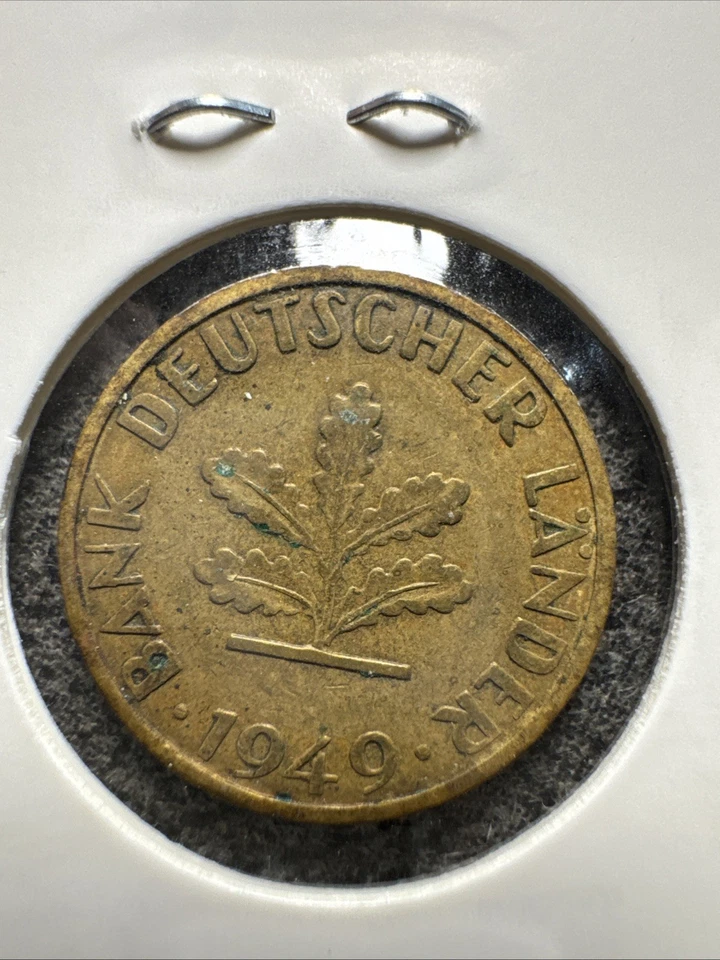 BANK DEUTSCHER LÄNDER
· 1949 ·